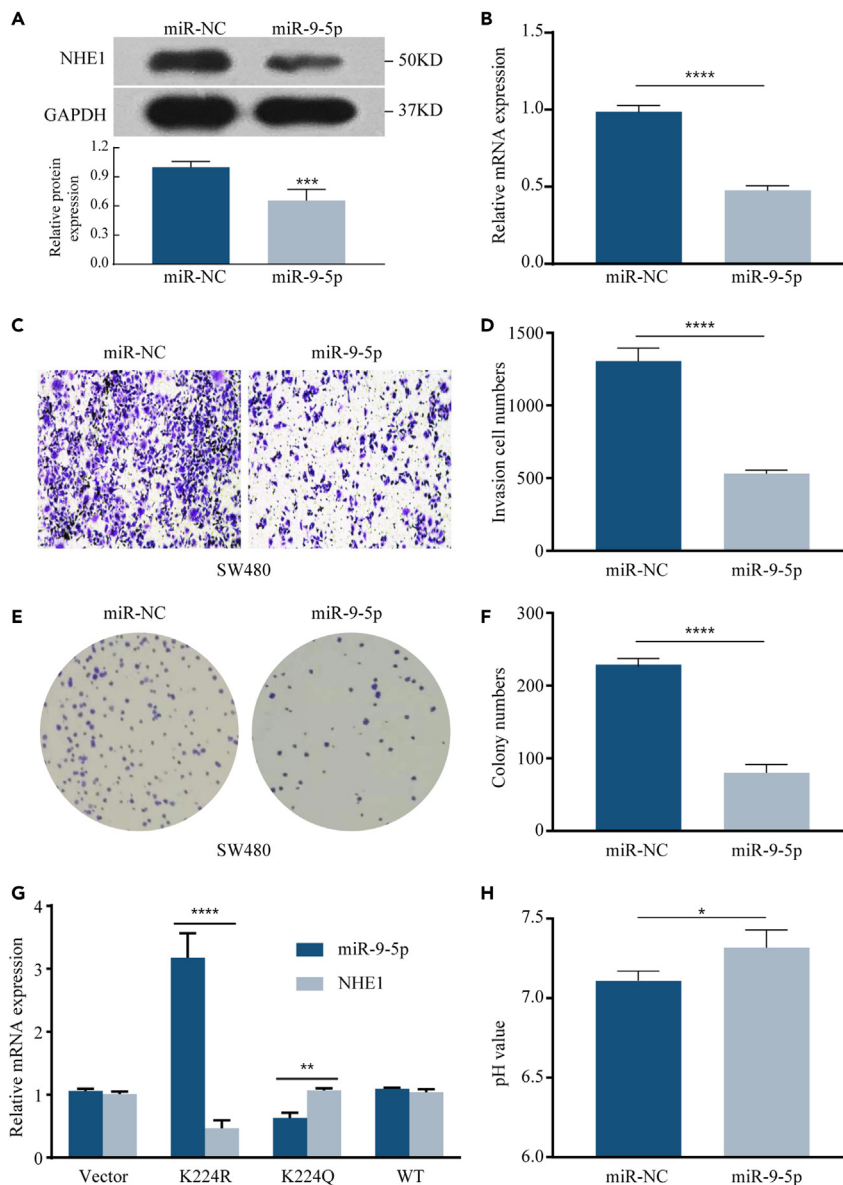 A
miR-NC miR-9-5p
NHE1 50KD
GAPDH 37KD
Relative protein
expression
1.2
0.9
0.6
0.3
0.0
***
miR-NC miR-9-5p
B
Relative mRNA expression
1.5
1.0
0.5
0.0
****
miR-NC miR-9-5p
C
miR-NC miR-9-5p
SW480
D
Invasion cell numbers
1500
1000
500
0
****
miR-NC miR-9-5p
E
miR-NC miR-9-5p
SW480
F
Colony numbers
300
200
100
0
****
miR-NC miR-9-5p
G
Relative mRNA expression
4
3
2
1
0
****
**
miR-9-5p
NHE1
Vector K224R K224Q WT
H
pH value
7.5
7.0
6.5
6.0
*
miR-NC miR-9-5p